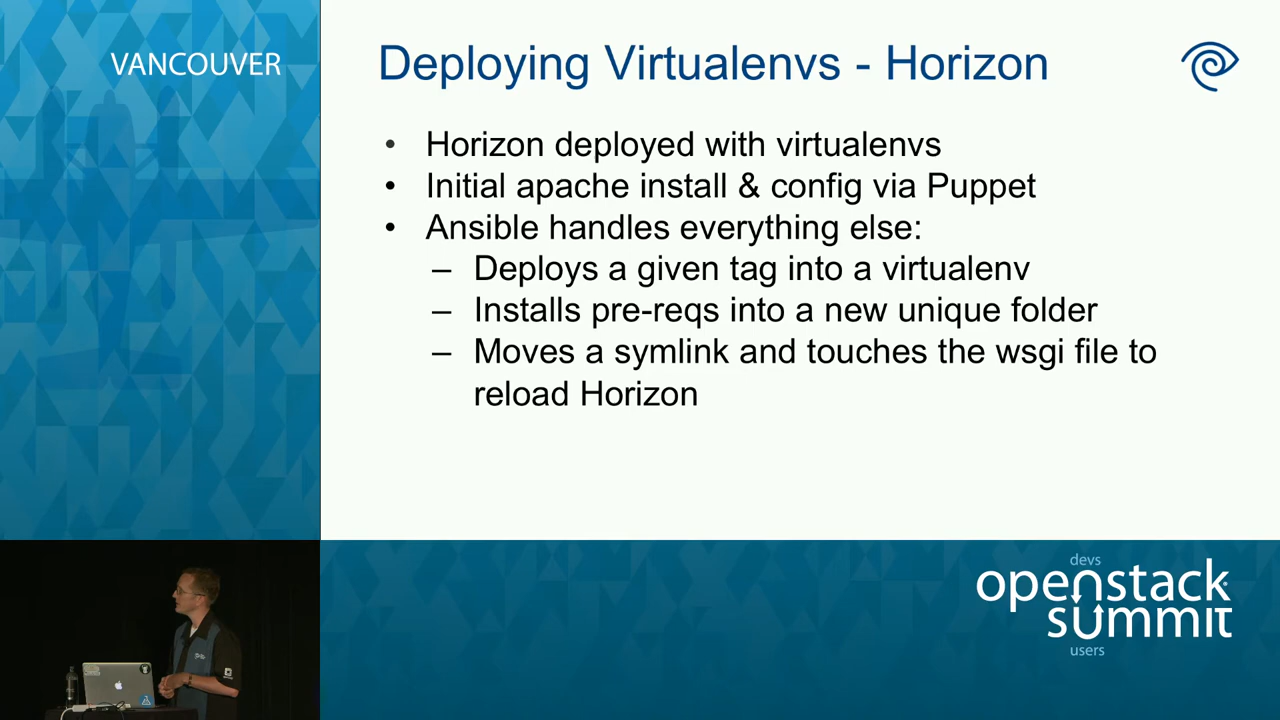 VANCOUVER
Deploying Virtualenvs - Horizon
• Horizon deployed with virtualenvs
• Initial apache install & config via Puppet
• Ansible handles everything else:
– Deploys a given tag into a virtualenv
– Installs pre-reqs into a new unique folder
– Moves a symlink and touches the wsgi file to
reload Horizon
devs
openstack
summit
users